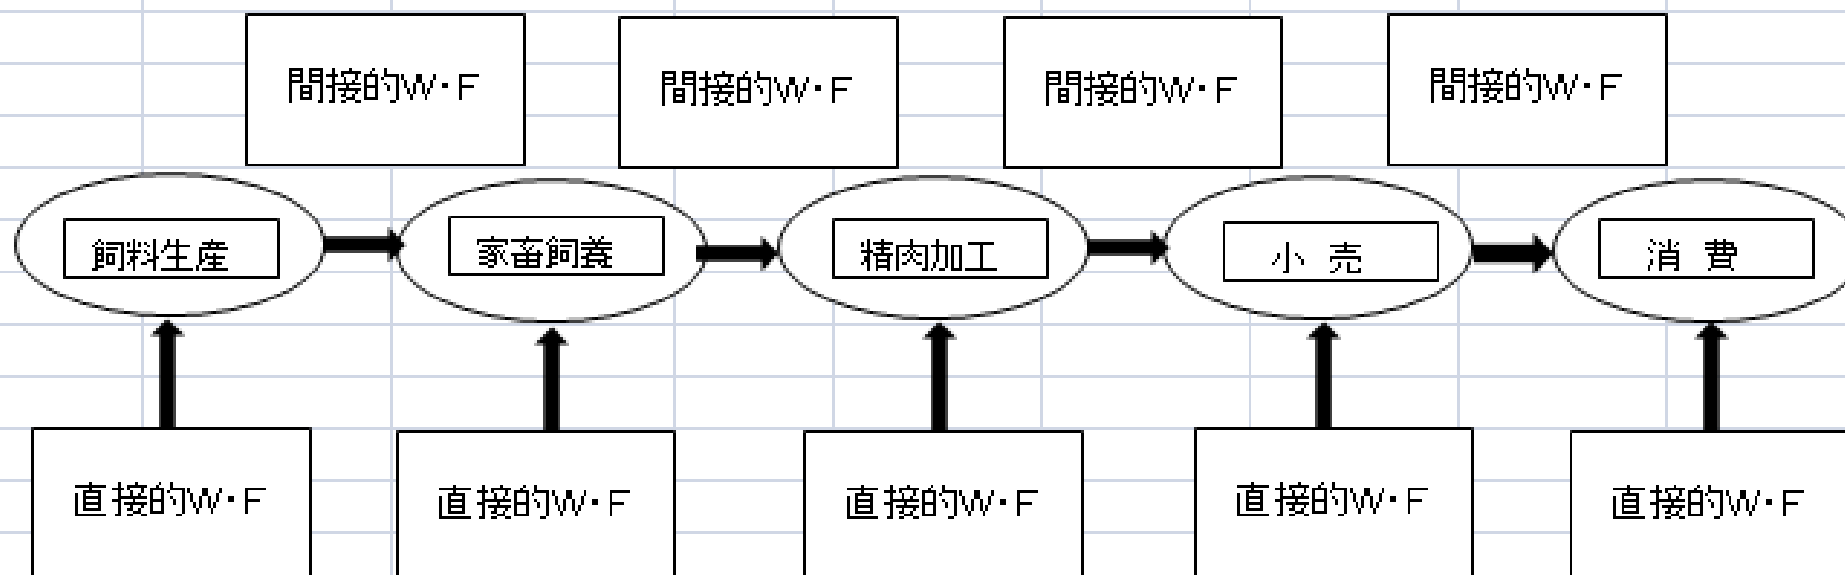 間接的W・F
間接的W・F
間接的W・F
間接的W・F
飼料生産
家畜飼養
精肉加工
小 売
消 費
直接的W・F
直接的W・F
直接的W・F
直接的W・F
直接的W・F